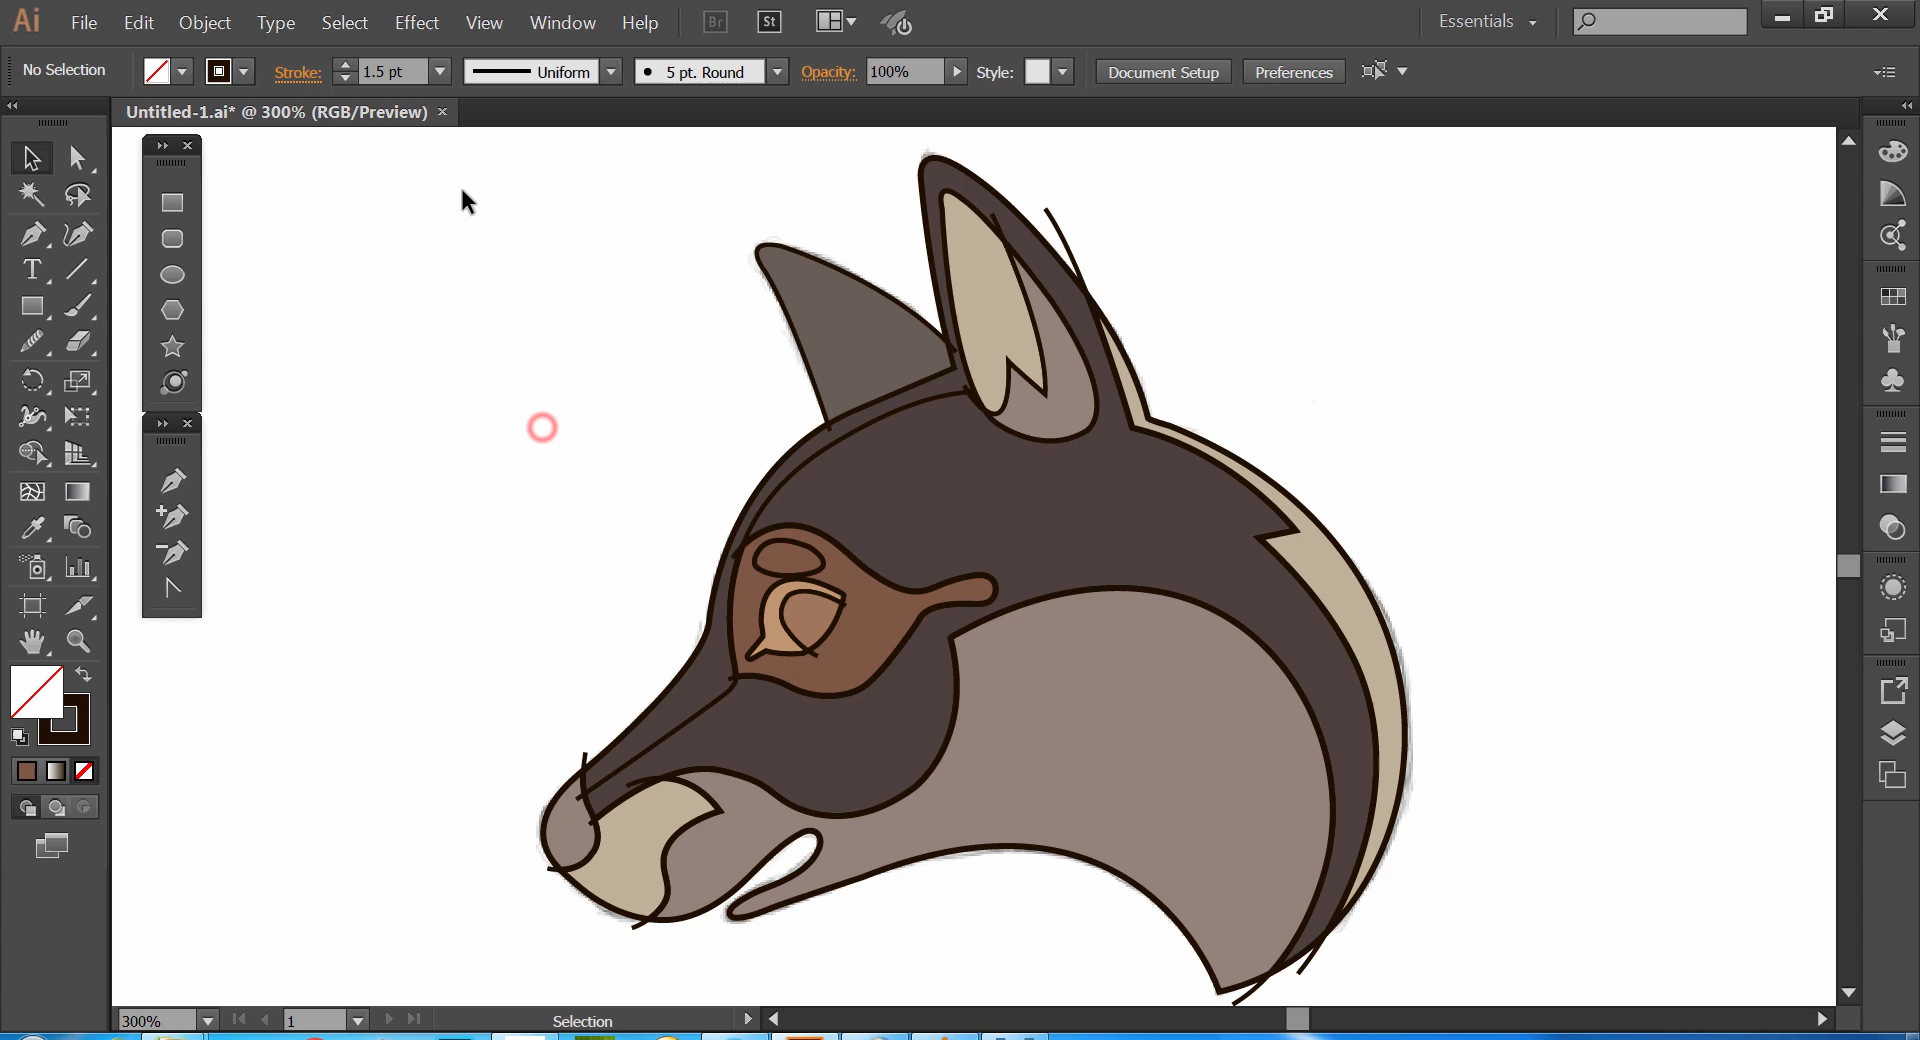 Ai File Edit Object Type Select Effect View Window Help Br St Essentials
No Selection Stroke: 1.5 pt Uniform 5 pt. Round Opacity: 100% Style: Document Setup Preferences
Untitled-1.ai* @ 300% (RGB/Preview)
T
300% 1 Selection